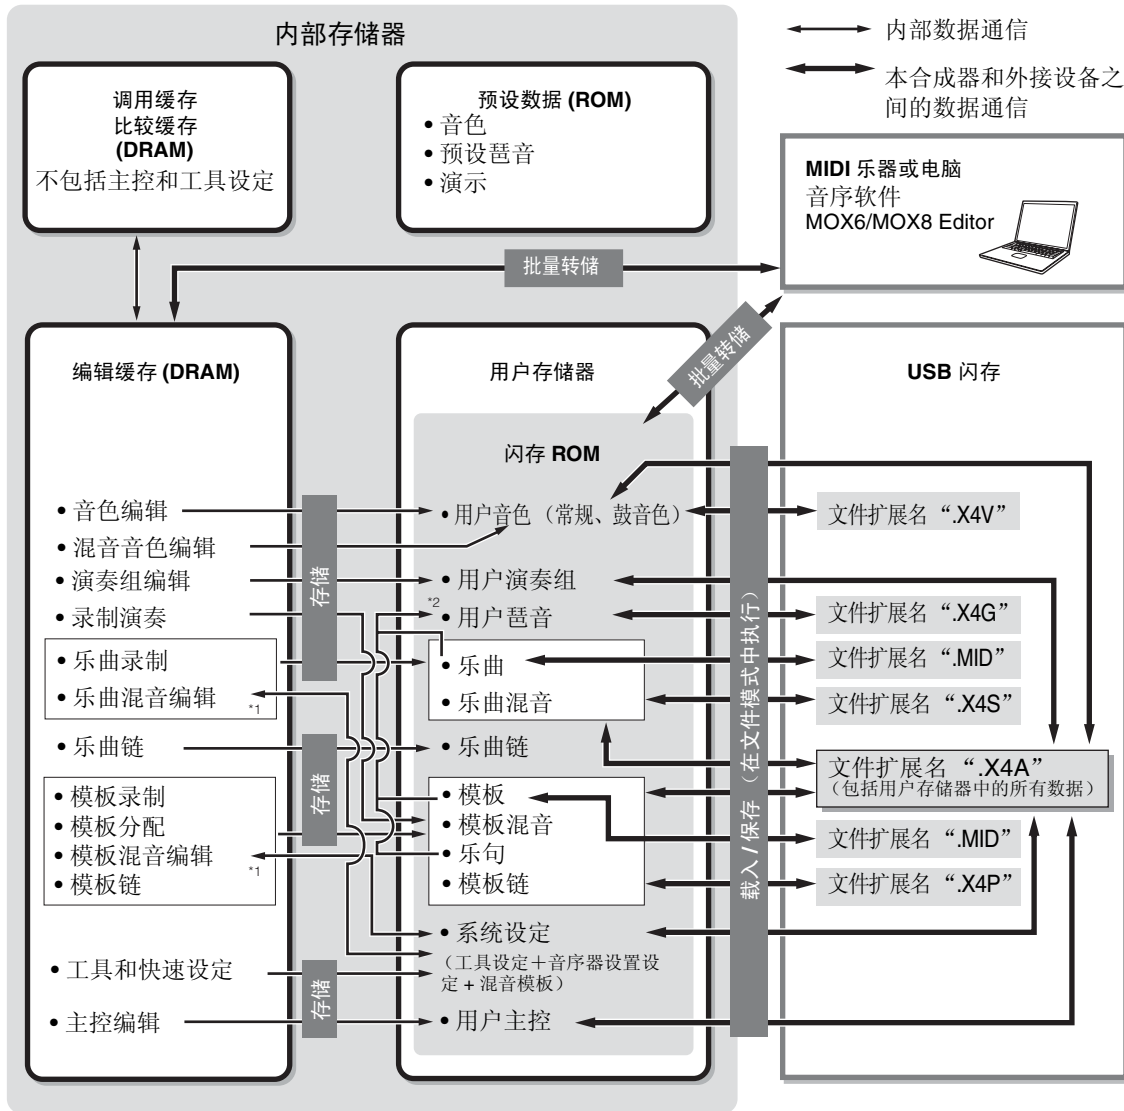 内部存储器
内部数据通信
本合成器和外接设备之
间的数据通信
调用缓存
比较缓存
(DRAM)
不包括主控和工具设定
预设数据 (ROM)
• 音色
• 预设琶音
• 演示
MIDI 乐器或电脑
音序软件
MOX6/MOX8 Editor
批量转储
批量转储
编辑缓存 (DRAM)
• 音色编辑
• 混音音色编辑
• 演奏组编辑
• 录制演奏
• 乐曲录制
• 乐曲混音编辑
*1
• 乐曲链
• 模板录制
• 模板分配
• 模板混音编辑
*1
• 模板链
• 工具和快速设定
• 主控编辑
存储
存储
存储
用户存储器
闪存 ROM
• 用户音色（常规、鼓音色）
• 用户演奏组
*2
• 用户琶音
• 乐曲
• 乐曲混音
• 乐曲链
• 模板
• 模板混音
• 乐句
• 模板链
• 系统设定
（工具设定＋音序器设置设
定 + 混音模板）
• 用户主控
载入 / 保存（在文件模式中执行）
USB 闪存
文件扩展名 “.X4V”
文件扩展名 “.X4G”
文件扩展名 “.MID”
文件扩展名 “.X4S”
文件扩展名 “.X4A”
（包括用户存储器中的所有数据）
文件扩展名 “.MID”
文件扩展名 “.X4P”